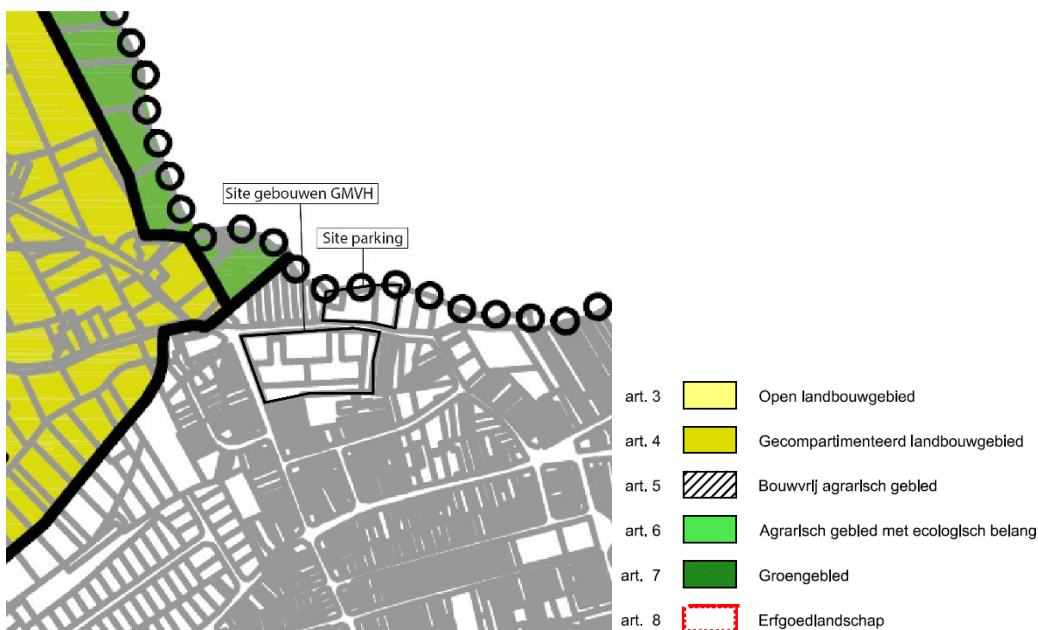 Site gebouwen GMVH
Site parking
art. 3 Open landbouwgebied
art. 4 Gecompartimenteerd landbouwgebied
art. 5 Bouwvrij agrarisch gebied
art. 6 Agrarisch gebied met ecologisch belang
art. 7 Groengebied
art. 8 Erfgoedlandschap